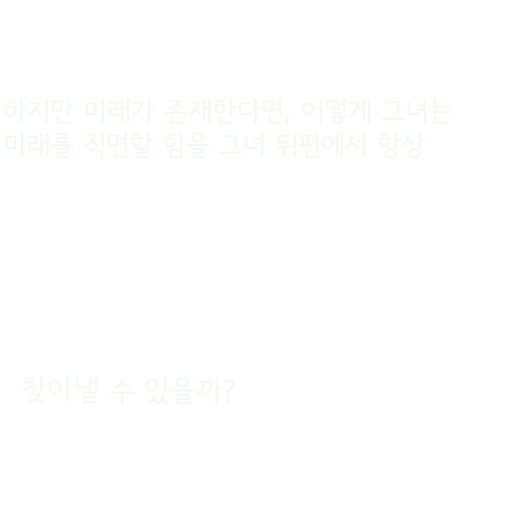 하지만 미래가 존재한다면, 어떻게 그녀는
미래를 직면할 힘을 그녀 뒤편에서 항상
찾아낼 수 있을까?